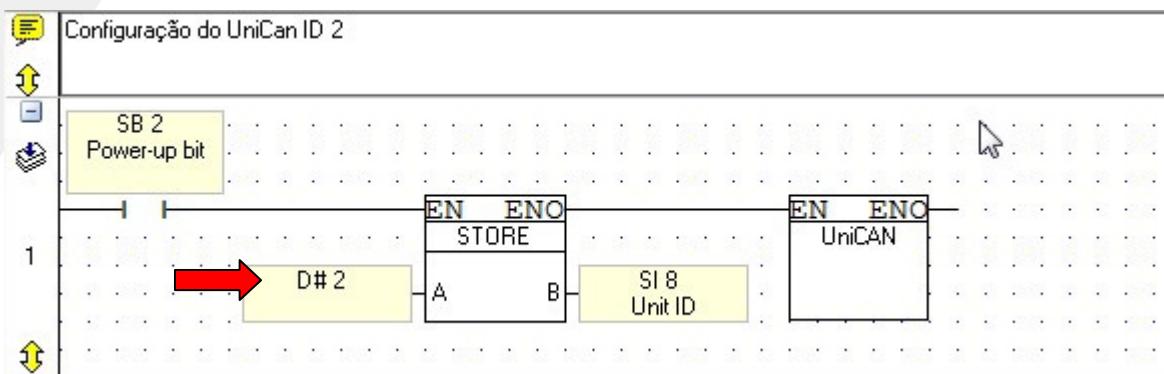 Configuração do UniCan ID 2
SB 2
Power-up bit
EN ENO
STORE
A B
D# 2
SI 8
Unit ID
EN ENO
UniCAN
1